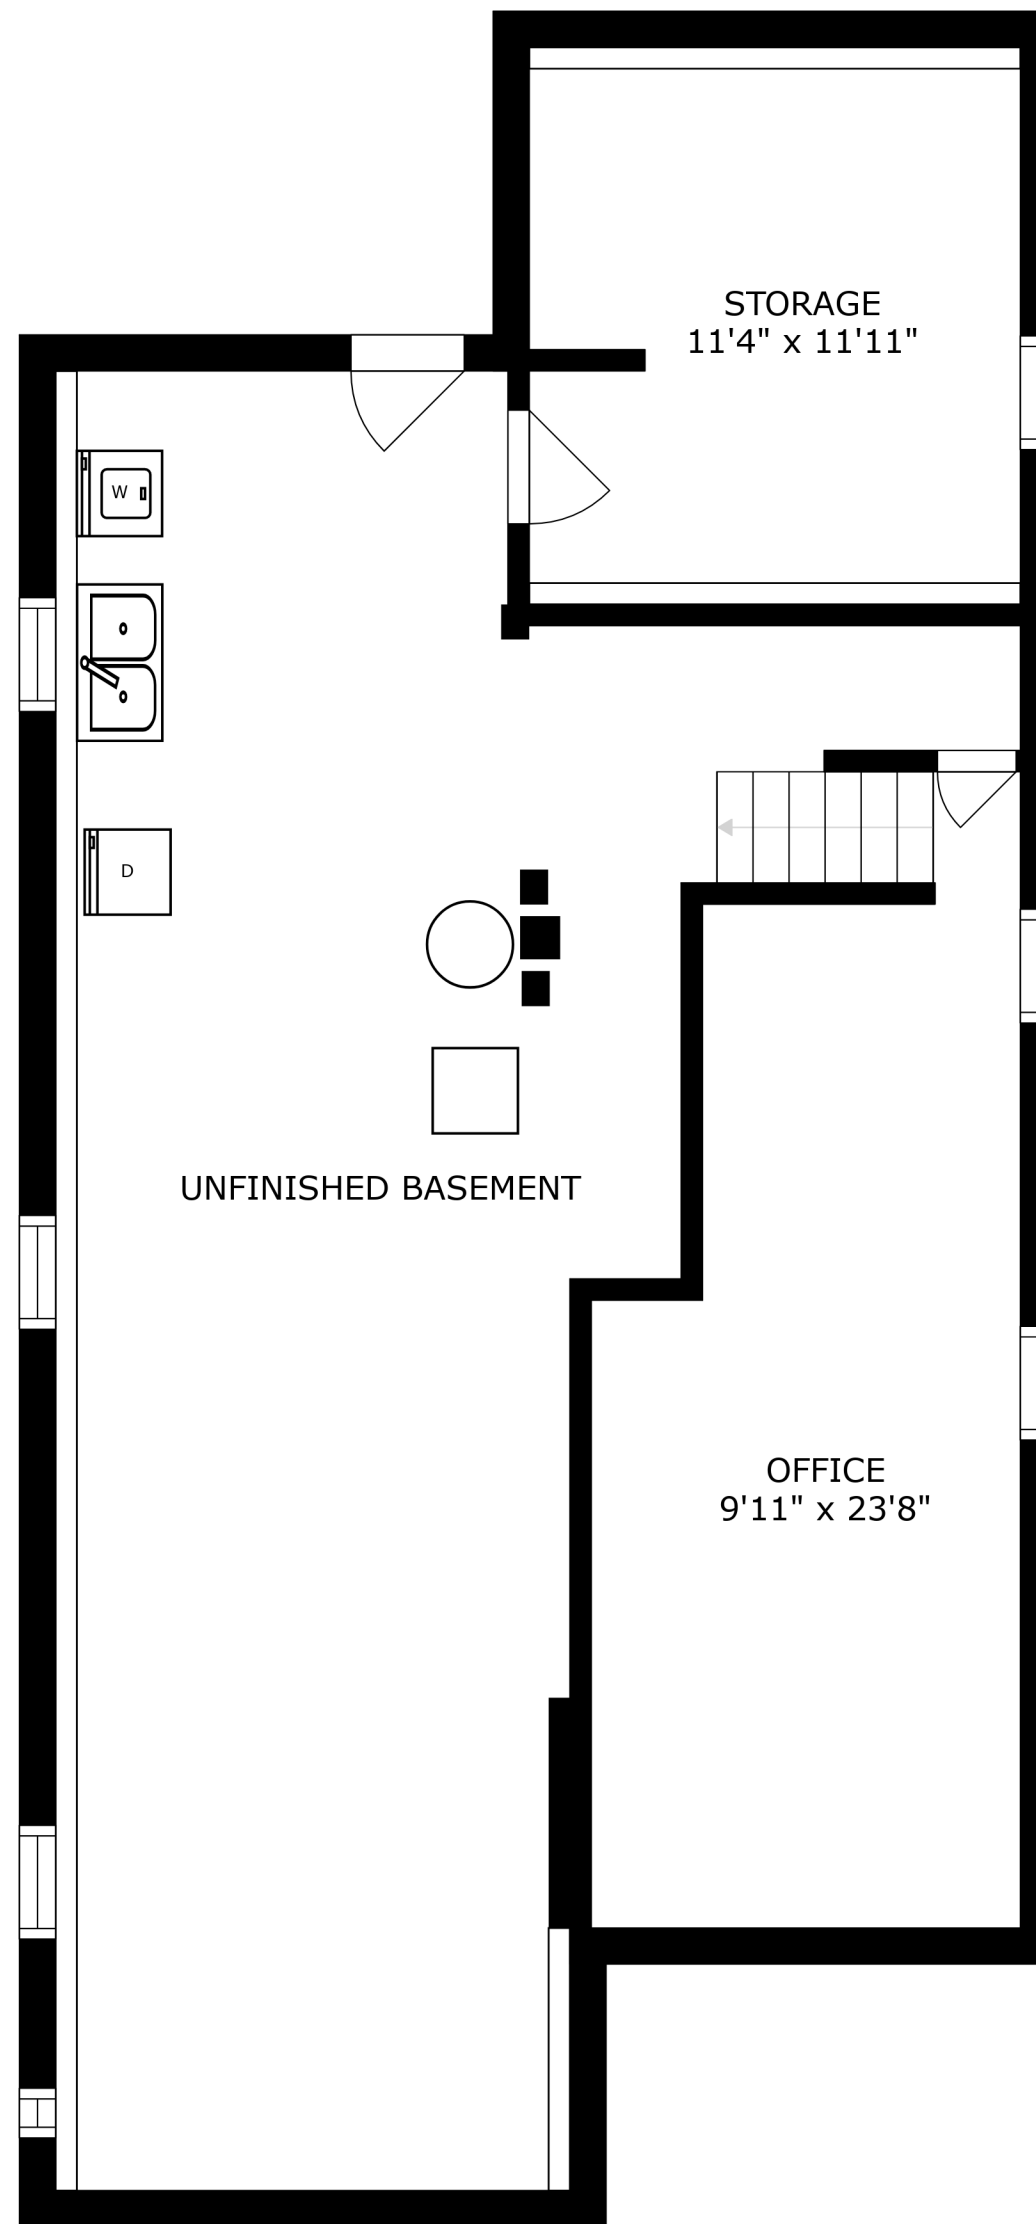 STORAGE
11'4" x 11'11"
W
D
UNFINISHED BASEMENT
OFFICE
9'11" x 23'8"